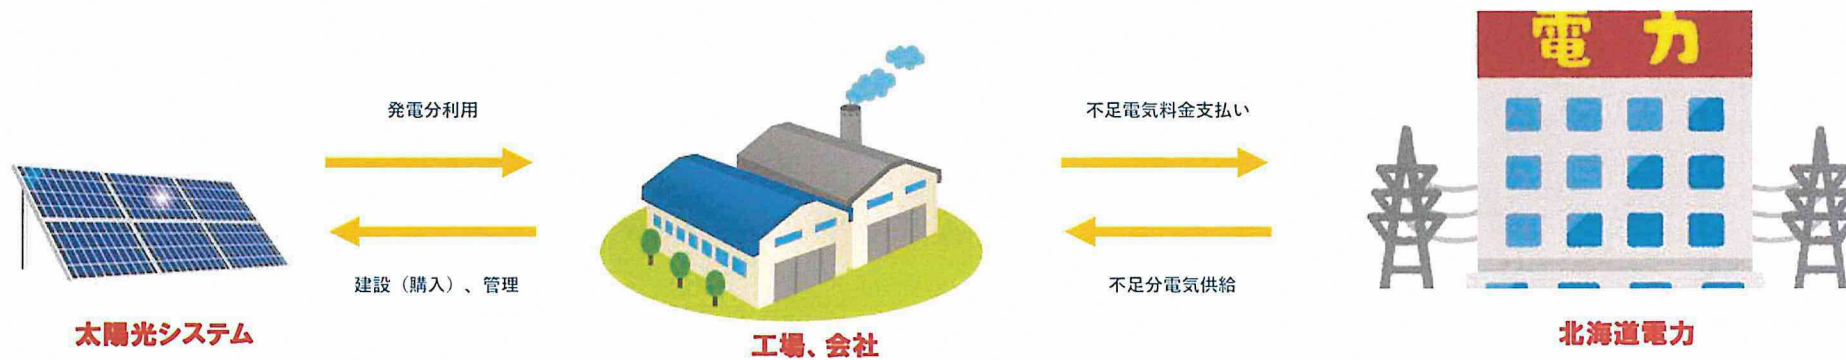 電力
発電分利用
不足電気料金支払い
建設（購入）、管理
不足分電気供給
太陽光システム
工場、会社
北海道電力